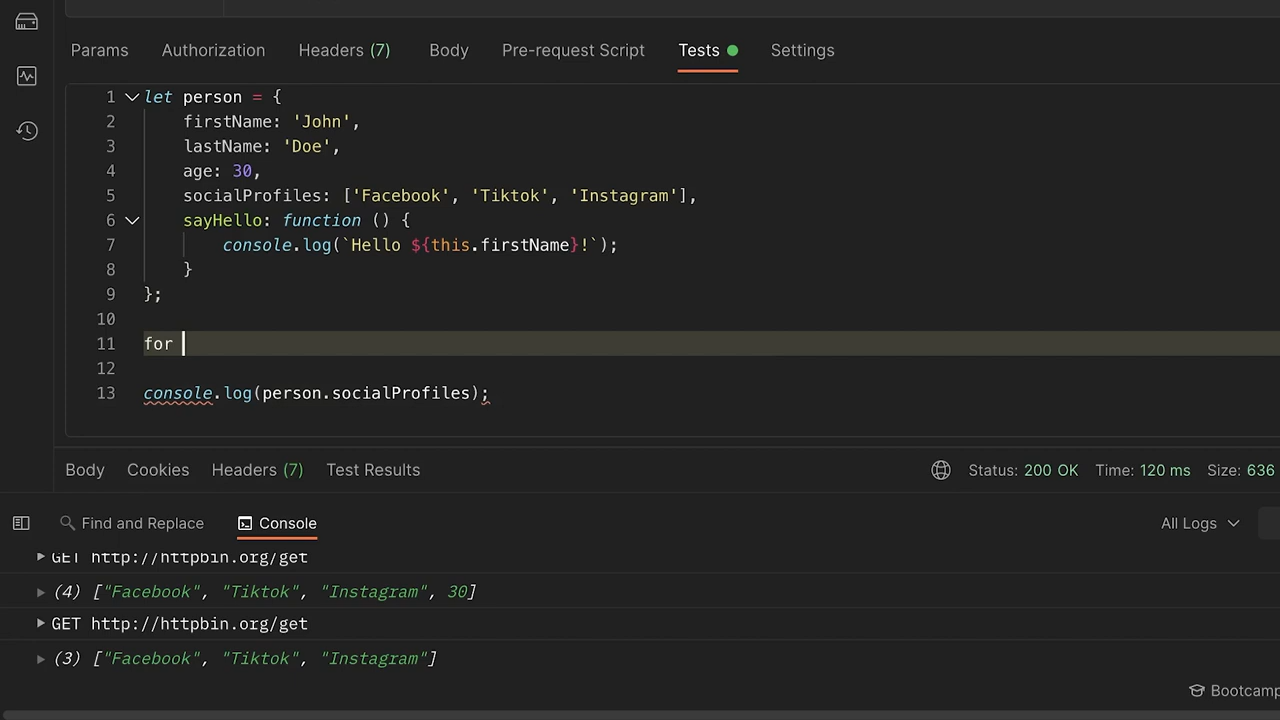 Params Authorization Headers (7) Body Pre-request Script Tests Settings
1 let person = {
2 firstName: 'John',
3 lastName: 'Doe',
4 age: 30,
5 socialProfiles: ['Facebook', 'Tiktok', 'Instagram'],
6 sayHello: function () {
7 console.log(`Hello ${this.firstName}!`);
8 }
9 };
10
11 for
12
13 console.log(person.socialProfiles);
Body Cookies Headers (7) Test Results Status: 200 OK Time: 120 ms Size: 636
Find and Replace Console All Logs
GET http://httpbin.org/get
(4) ["Facebook", "Tiktok", "Instagram", 30]
GET http://httpbin.org/get
(3) ["Facebook", "Tiktok", "Instagram"]
Bootcamp